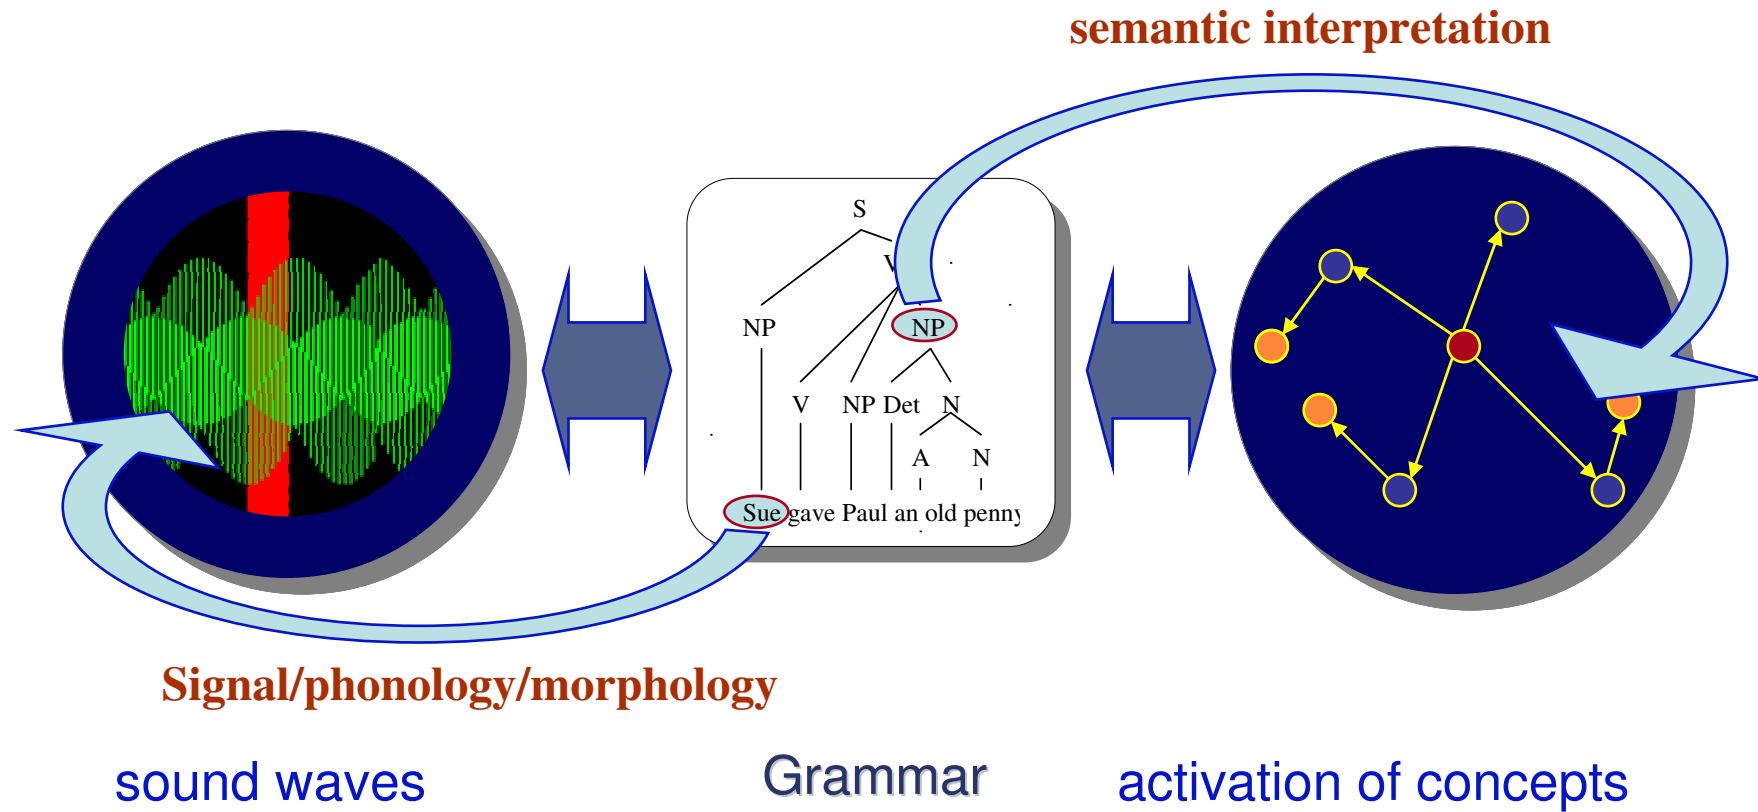 semantic interpretation
S
V
NP
NP
V NP Det N
A N
Sue gave Paul an old penny
Signal/phonology/morphology
sound waves
Grammar
activation of concepts